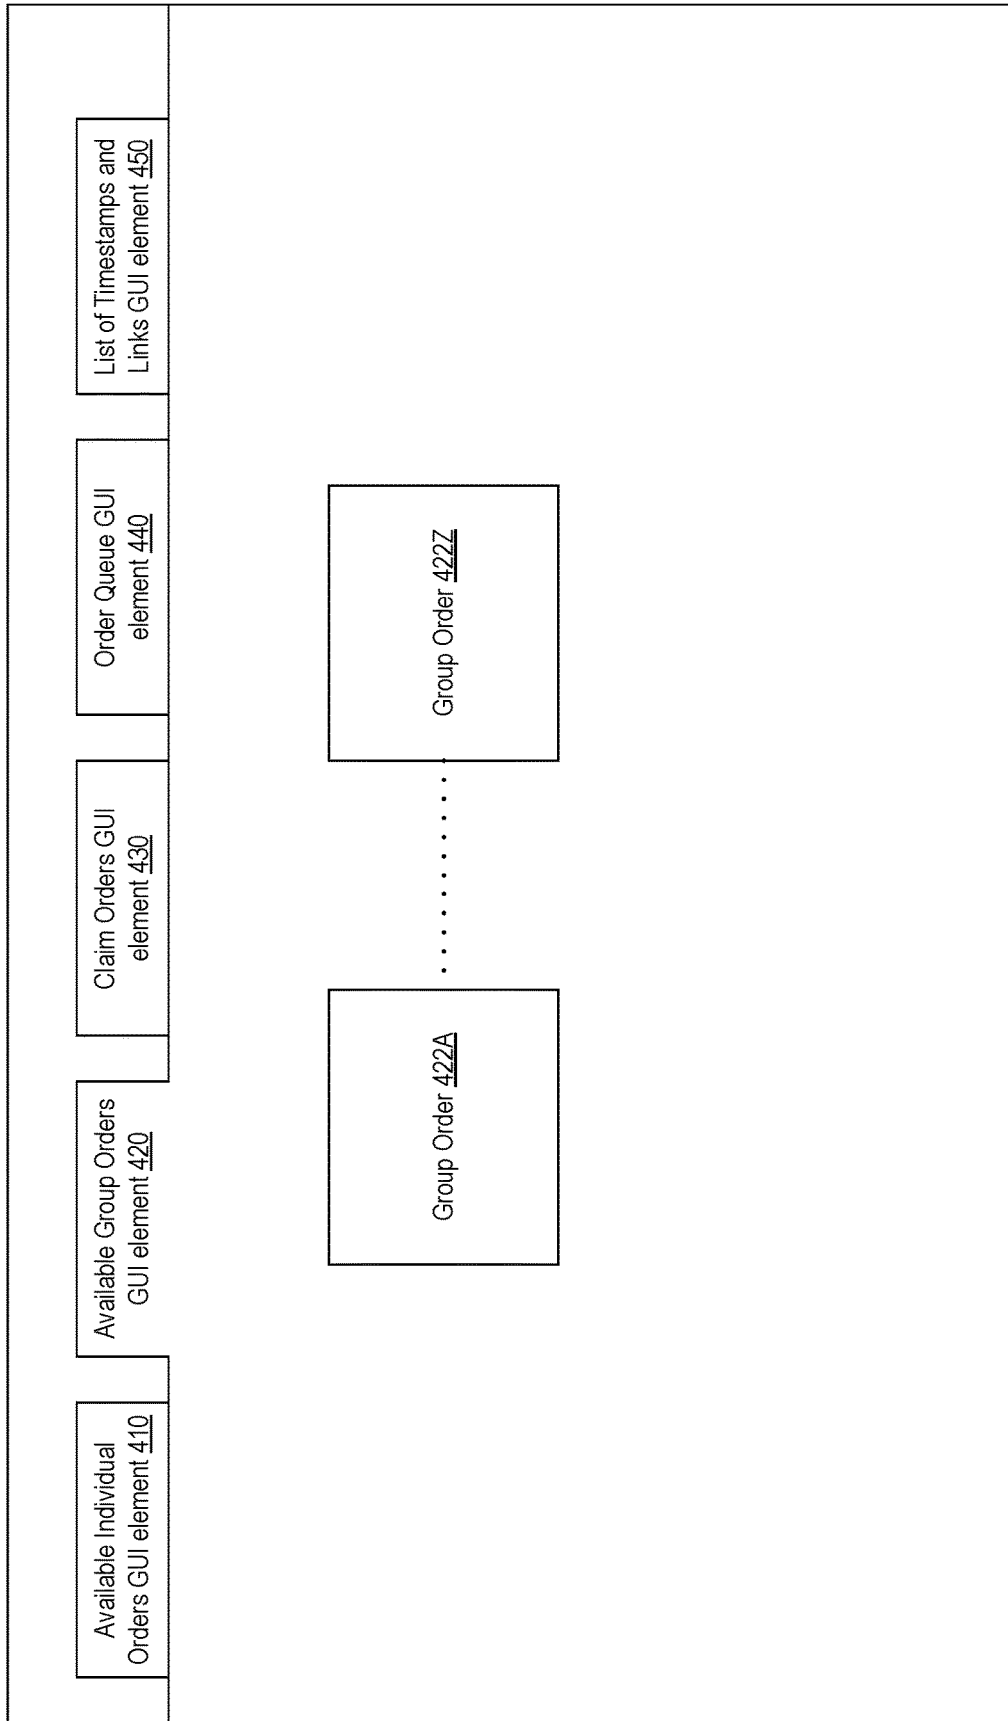 Available Individual
Orders GUI element 410
Available Group Orders
GUI element 420
Claim Orders GUI
element 430
Order Queue GUI
element 440
List of Timestamps and
Links GUI element 450
Group Order 422A
Group Order 422Z